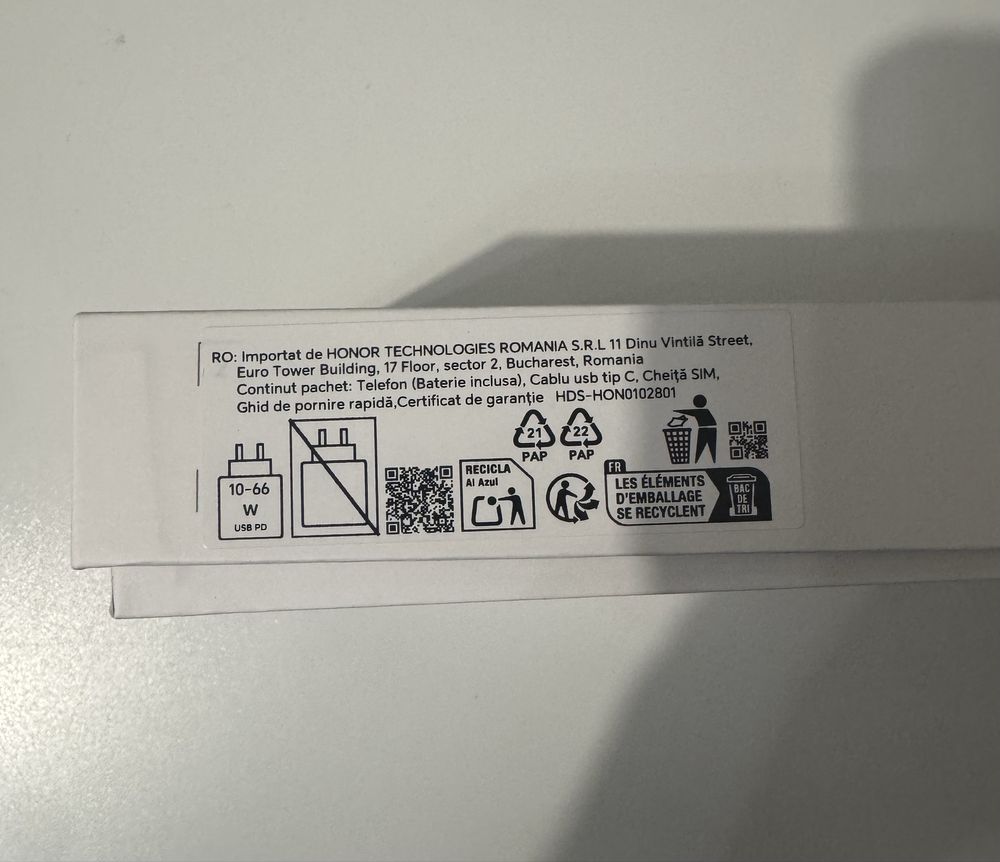 RO: Importat de HONOR TECHNOLOGIES ROMANIA S.R.L 11 Dinu Vintilă Street,
Euro Tower Building, 17 Floor, sector 2, Bucharest, Romania
Continut pachet: Telefon (Baterie inclusa), Cablu usb tip C, Cheiță SIM,
Ghid de pornire rapidă,Certificat de garanție HDS-HON0102801
21
PAP
22
PAP
10-66
W
USB PD
RECICLA
Al Azul
FR
LES ÉLÉMENTS
D'EMBALLAGE
SE RECYCLENT
BAC
DE
TRI